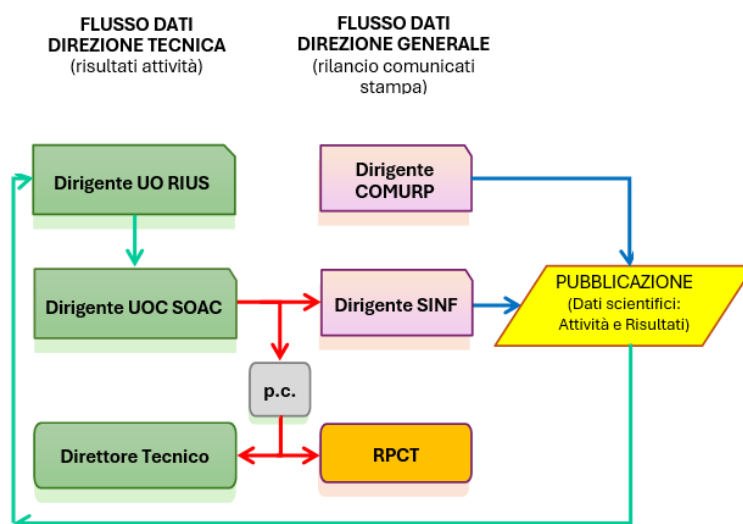 FLUSSO DATI
DIREZIONE TECNICA
(risultati attività)
FLUSSO DATI
DIREZIONE GENERALE
(rilancio comunicati
stampa)
Dirigente UO RIUS
Dirigente
COMURP
Dirigente UOC SOAC
Dirigente SINF
PUBBLICAZIONE
(Dati scientifici:
Attività e Risultati)
p.c.
Direttore Tecnico
RPCT